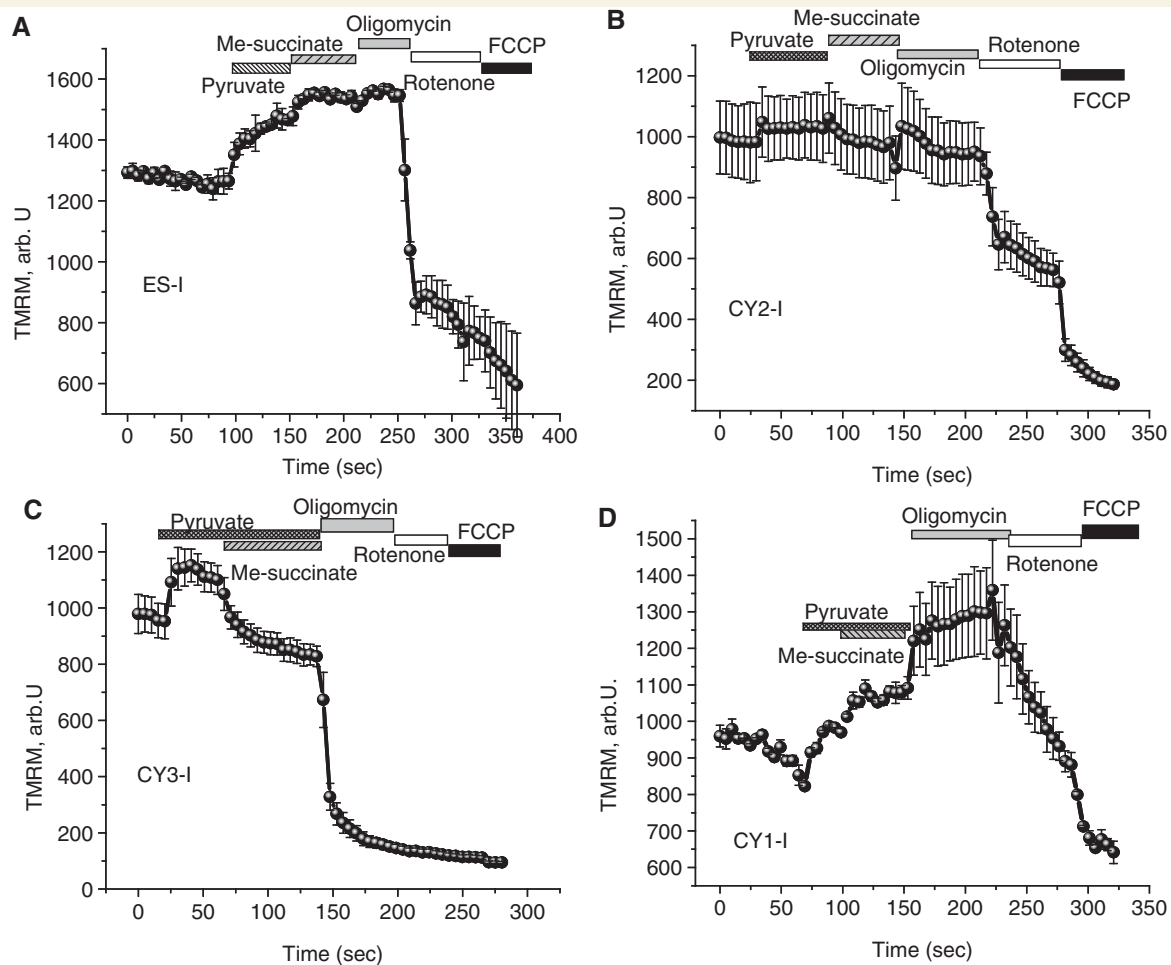 A
Oligomycin
Me-succinate
FCCP
Pyruvate
Rotenone
1600
1400
1200
1000
800
600
TMRM, arb. U
ES-I
0 50 100 150 200 250 300 350 400
Time (sec)
B
Me-succinate
Pyruvate
Rotenone
Oligomycin
FCCP
1200
1000
800
600
400
200
TMRM, arb.U
CY2-I
0 50 100 150 200 250 300 350
Time (sec)
C
Oligomycin
Pyruvate
FCCP
Rotenone
Me-succinate
1200
1000
800
600
400
200
0
TMRM, arb.U
CY3-I
0 50 100 150 200 250 300
Time (sec)
D
FCCP
Oligomycin
Rotenone
Pyruvate
Me-succinate
1500
1400
1300
1200
1100
1000
900
800
700
600
TMRM, arb.U.
CY1-I
0 50 100 150 200 250 300 350
Time (sec)